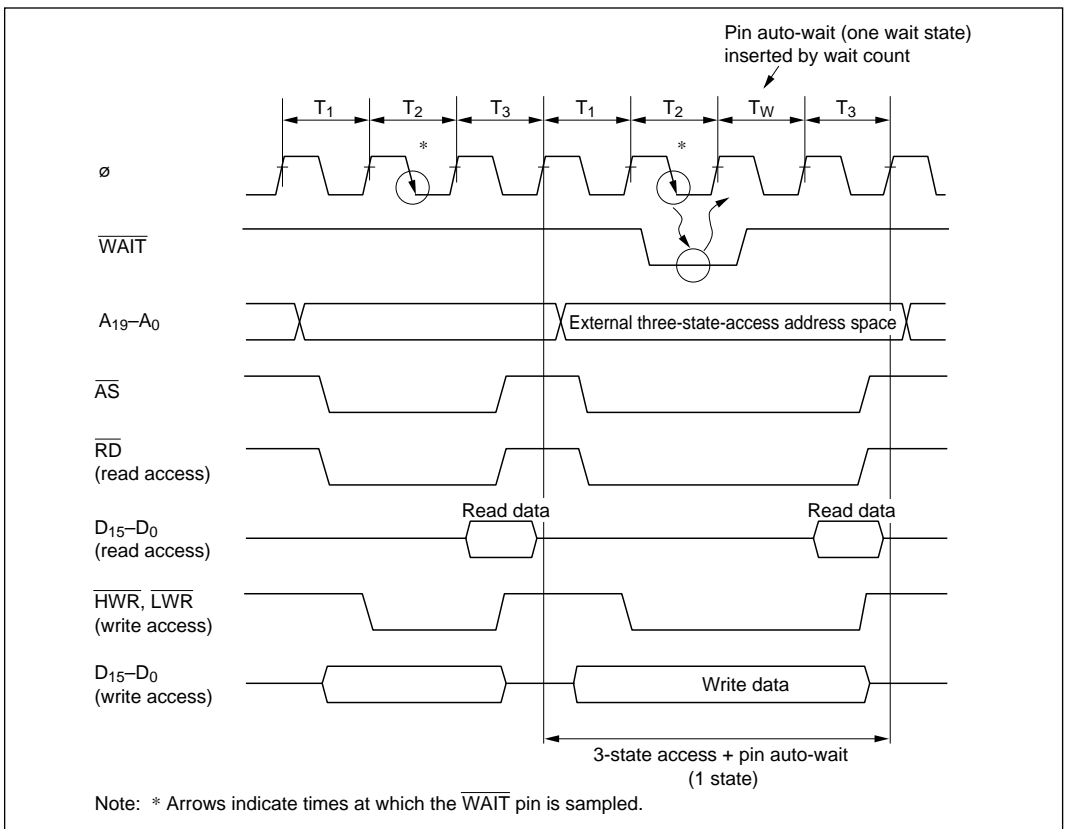 Pin auto-wait (one wait state)
inserted by wait count
T1 T2 T3 T1 T2 TW T3
* *
ø
WAIT
A19–A0
External three-state-access address space
AS
RD
(read access)
Read data Read data
D15–D0
(read access)
HWR, LWR
(write access)
D15–D0
(write access)
Write data
3-state access + pin auto-wait
(1 state)
Note: * Arrows indicate times at which the WAIT pin is sampled.